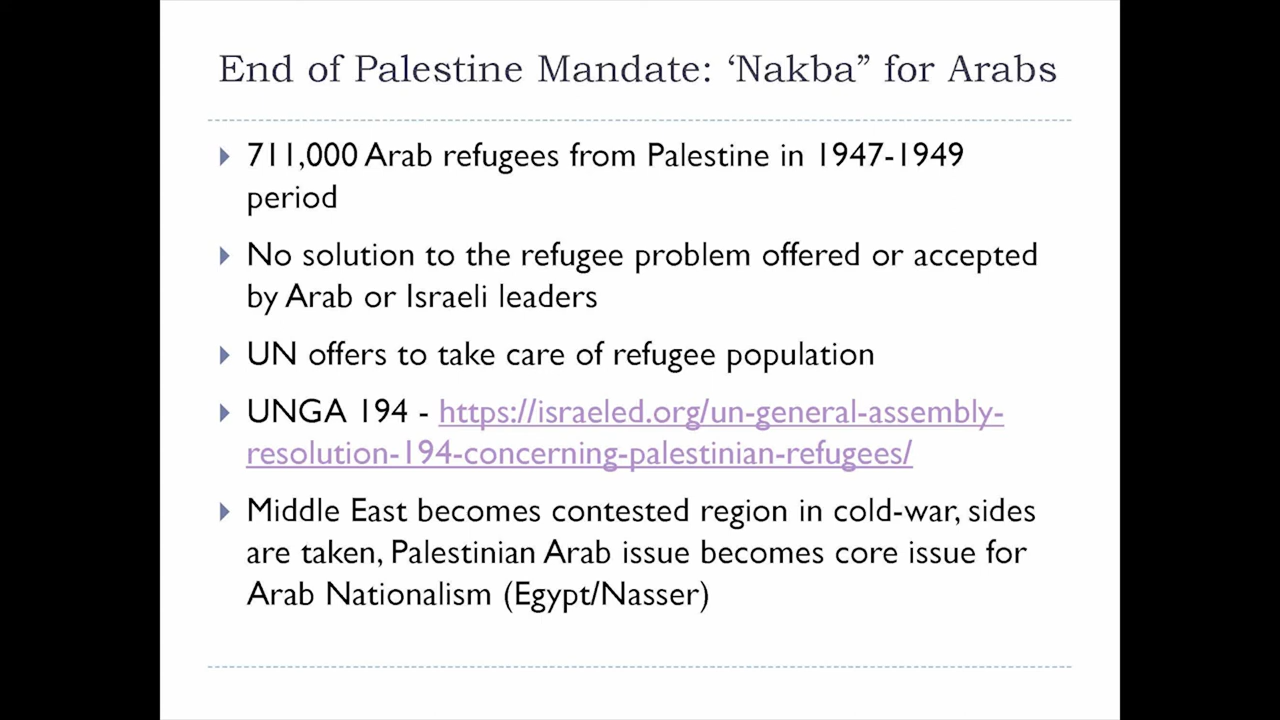 End of Palestine Mandate: ‘Nakba” for Arabs
711,000 Arab refugees from Palestine in 1947-1949
period
No solution to the refugee problem offered or accepted
by Arab or Israeli leaders
UN offers to take care of refugee population
UNGA 194 - https://israeled.org/un-general-assembly-
resolution-194-concerning-palestinian-refugees/
Middle East becomes contested region in cold-war, sides
are taken, Palestinian Arab issue becomes core issue for
Arab Nationalism (Egypt/Nasser)